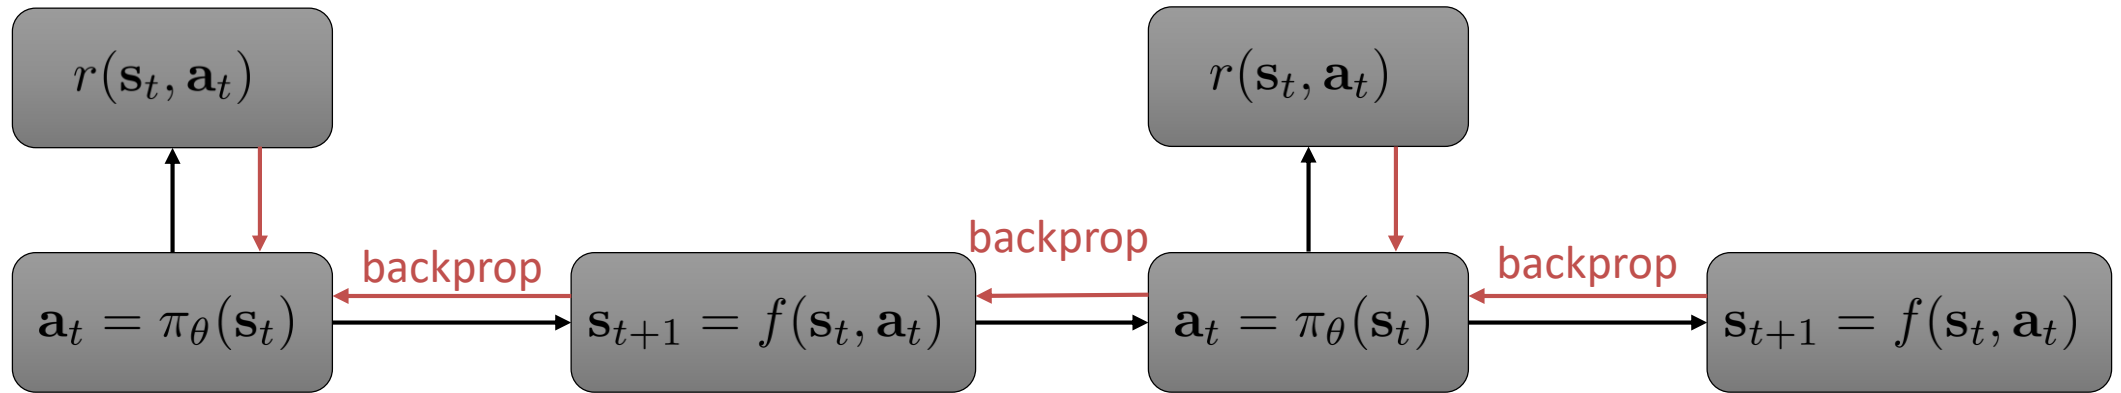 r(s_t, a_t)
r(s_t, a_t)
backprop
backprop
backprop
a_t = π_θ(s_t)
s_{t+1} = f(s_t, a_t)
a_t = π_θ(s_t)
s_{t+1} = f(s_t, a_t)